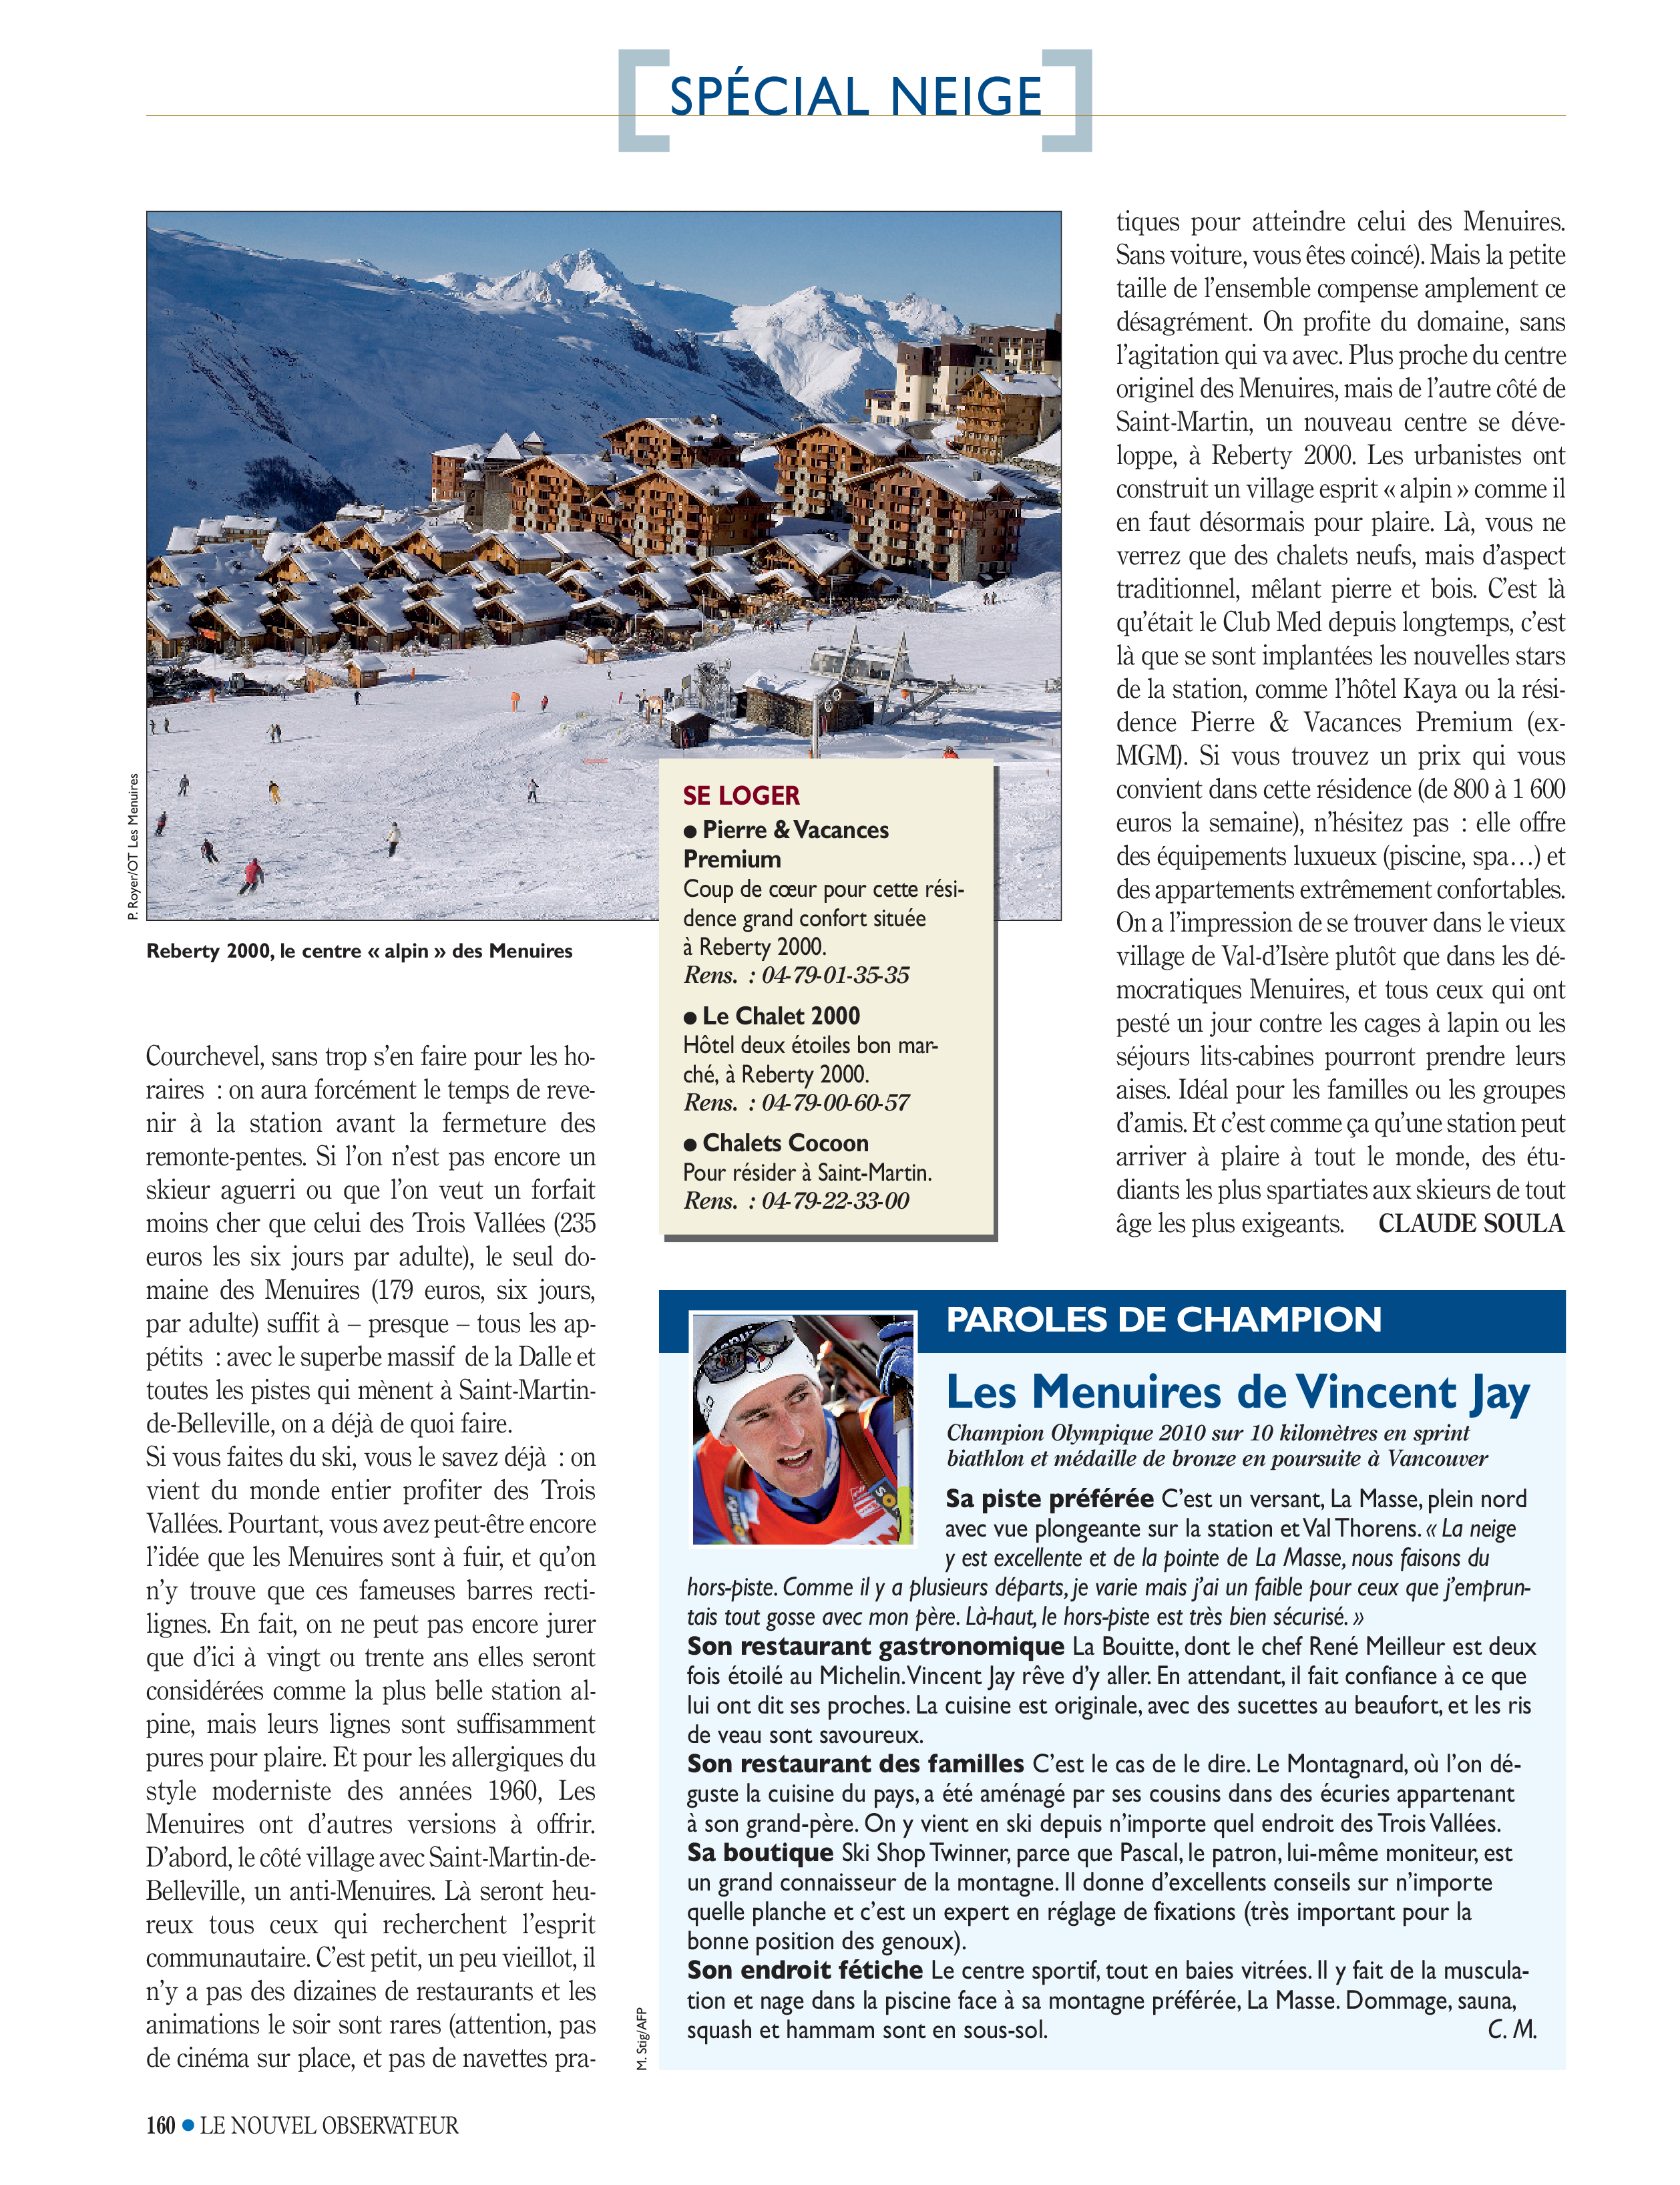 SPÉCIAL NEIGE
P. Royer/OT Les Menuires
Reberty 2000, le centre « alpin » des Menuires
Courchevel, sans trop s’en faire pour les ho-
raires : on aura forcément le temps de reve-
nir à la station avant la fermeture des
remonte-pentes. Si l’on n’est pas encore un
skieur aguerri ou que l’on veut un forfait
moins cher que celui des Trois Vallées (235
euros les six jours par adulte), le seul do-
maine des Menuires (179 euros, six jours,
par adulte) suffit à – presque – tous les ap-
pétits : avec le superbe massif de la Dalle et
toutes les pistes qui mènent à Saint-Martin-
de-Belleville, on a déjà de quoi faire.
Si vous faites du ski, vous le savez déjà : on
vient du monde entier profiter des Trois
Vallées. Pourtant, vous avez peut-être encore
l’idée que les Menuires sont à fuir, et qu’on
n’y trouve que ces fameuses barres recti-
lignes. En fait, on ne peut pas encore jurer
que d’ici à vingt ou trente ans elles seront
considérées comme la plus belle station al-
pine, mais leurs lignes sont suffisamment
pures pour plaire. Et pour les allergiques du
style moderniste des années 1960, Les
Menuires ont d’autres versions à offrir.
D’abord, le côté village avec Saint-Martin-de-
Belleville, un anti-Menuires. Là seront heu-
reux tous ceux qui recherchent l’esprit
communautaire. C’est petit, un peu vieillot, il
n’y a pas des dizaines de restaurants et les
animations le soir sont rares (attention, pas
de cinéma sur place, et pas de navettes pra-
tiques pour atteindre celui des Menuires.
Sans voiture, vous êtes coincé). Mais la petite
taille de l’ensemble compense amplement ce
désagrément. On profite du domaine, sans
l’agitation qui va avec. Plus proche du centre
originel des Menuires, mais de l’autre côté de
Saint-Martin, un nouveau centre se déve-
loppe, à Reberty 2000. Les urbanistes ont
construit un village esprit « alpin » comme il
en faut désormais pour plaire. Là, vous ne
verrez que des chalets neufs, mais d’aspect
traditionnel, mêlant pierre et bois. C’est là
qu’était le Club Med depuis longtemps, c’est
là que se sont implantées les nouvelles stars
de la station, comme l’hôtel Kaya ou la rési-
dence Pierre & Vacances Premium (ex-
MGM). Si vous trouvez un prix qui vous
convient dans cette résidence (de 800 à 1 600
euros la semaine), n’hésitez pas : elle offre
des équipements luxueux (piscine, spa…) et
des appartements extrêmement confortables.
On a l’impression de se trouver dans le vieux
village de Val-d’Isère plutôt que dans les dé-
mocratiques Menuires, et tous ceux qui ont
pesté un jour contre les cages à lapin ou les
séjours lits-cabines pourront prendre leurs
aises. Idéal pour les familles ou les groupes
d’amis. Et c’est comme ça qu’une station peut
arriver à plaire à tout le monde, des étu-
diants les plus spartiates aux skieurs de tout
âge les plus exigeants. CLAUDE SOULA
SE LOGER
● Pierre & Vacances
Premium
Coup de cœur pour cette rési-
dence grand confort située
à Reberty 2000.
Rens. : 04-79-01-35-35
● Le Chalet 2000
Hôtel deux étoiles bon mar-
ché, à Reberty 2000.
Rens. : 04-79-00-60-57
● Chalets Cocoon
Pour résider à Saint-Martin.
Rens. : 04-79-22-33-00
PAROLES DE CHAMPION
Les Menuires de Vincent Jay
Champion Olympique 2010 sur 10 kilomètres en sprint
biathlon et médaille de bronze en poursuite à Vancouver
Sa piste préférée C’est un versant, La Masse, plein nord
avec vue plongeante sur la station et Val Thorens. « La neige
y est excellente et de la pointe de La Masse, nous faisons du
hors-piste. Comme il y a plusieurs départs, je varie mais j’ai un faible pour ceux que j’emprun-
tais tout gosse avec mon père. Là-haut, le hors-piste est très bien sécurisé. »
Son restaurant gastronomique La Bouitte, dont le chef René Meilleur est deux
fois étoilé au Michelin. Vincent Jay rêve d’y aller. En attendant, il fait confiance à ce que
lui ont dit ses proches. La cuisine est originale, avec des sucettes au beaufort, et les ris
de veau sont savoureux.
Son restaurant des familles C’est le cas de le dire. Le Montagnard, où l’on dé-
guste la cuisine du pays, a été aménagé par ses cousins dans des écuries appartenant
à son grand-père. On y vient en ski depuis n’importe quel endroit des Trois Vallées.
Sa boutique Ski Shop Twinner, parce que Pascal, le patron, lui-même moniteur, est
un grand connaisseur de la montagne. Il donne d’excellents conseils sur n’importe
quelle planche et c’est un expert en réglage de fixations (très important pour la
bonne position des genoux).
Son endroit fétiche Le centre sportif, tout en baies vitrées. Il y fait de la muscula-
tion et nage dans la piscine face à sa montagne préférée, La Masse. Dommage, sauna,
squash et hammam sont en sous-sol. C. M.
M. Stig/AFP
160 ● LE NOUVEL OBSERVATEUR